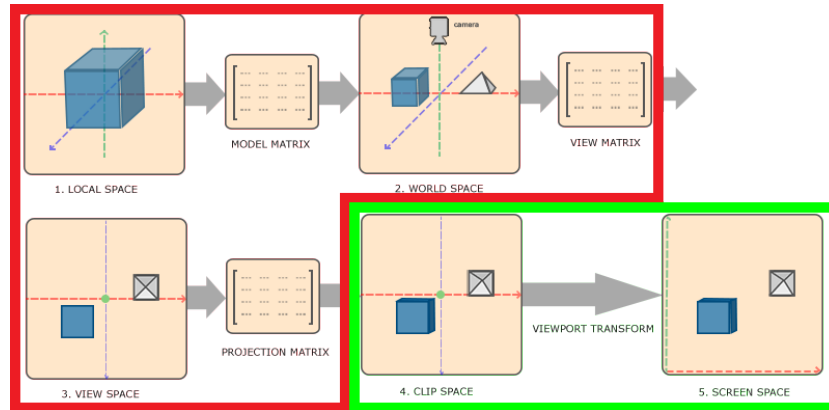 camera
MODEL MATRIX
VIEW MATRIX
1. LOCAL SPACE
2. WORLD SPACE
PROJECTION MATRIX
VIEWPORT TRANSFORM
3. VIEW SPACE
4. CLIP SPACE
5. SCREEN SPACE